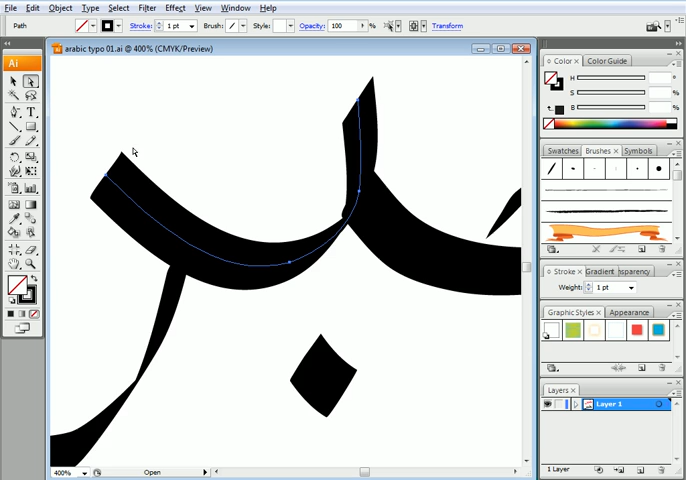 File Edit Object Type Select Filter Effect View Window Help
Path Stroke: 1 pt Brush: Style: Opacity: 100 % Transform
Ai
arabic typo 01.ai @ 400% (CMYK/Preview)
Color Color Guide
H °
S %
B %
Swatches Brushes Symbols
Stroke Gradient nsparency
Weight: 1 pt
Graphic Styles Appearance
Layers
Layer 1
1 Layer
400% Open